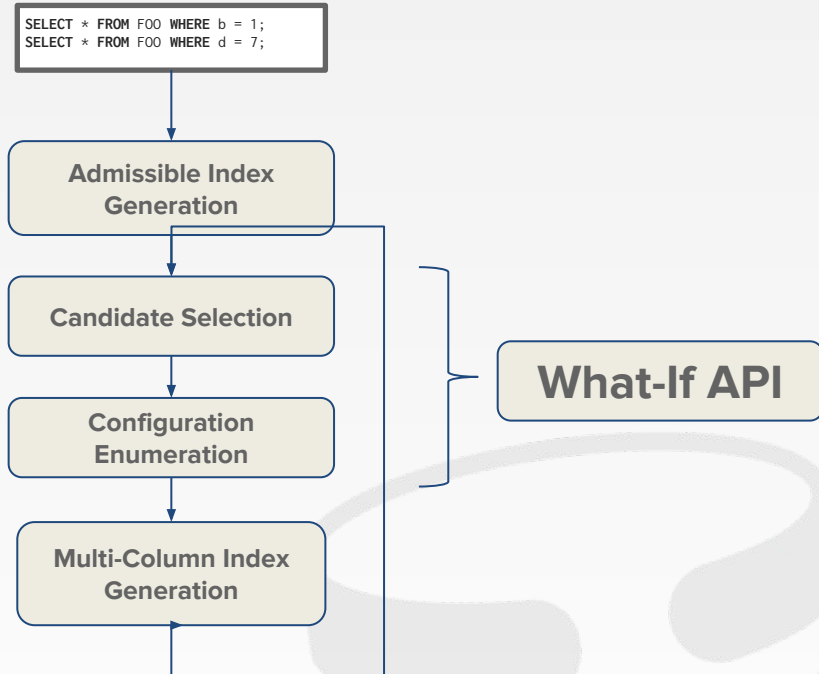 SELECT * FROM FOO WHERE b = 1;
SELECT * FROM FOO WHERE d = 7;
Admissible Index
Generation
Candidate Selection
Configuration
Enumeration
Multi-Column Index
Generation
What-If API